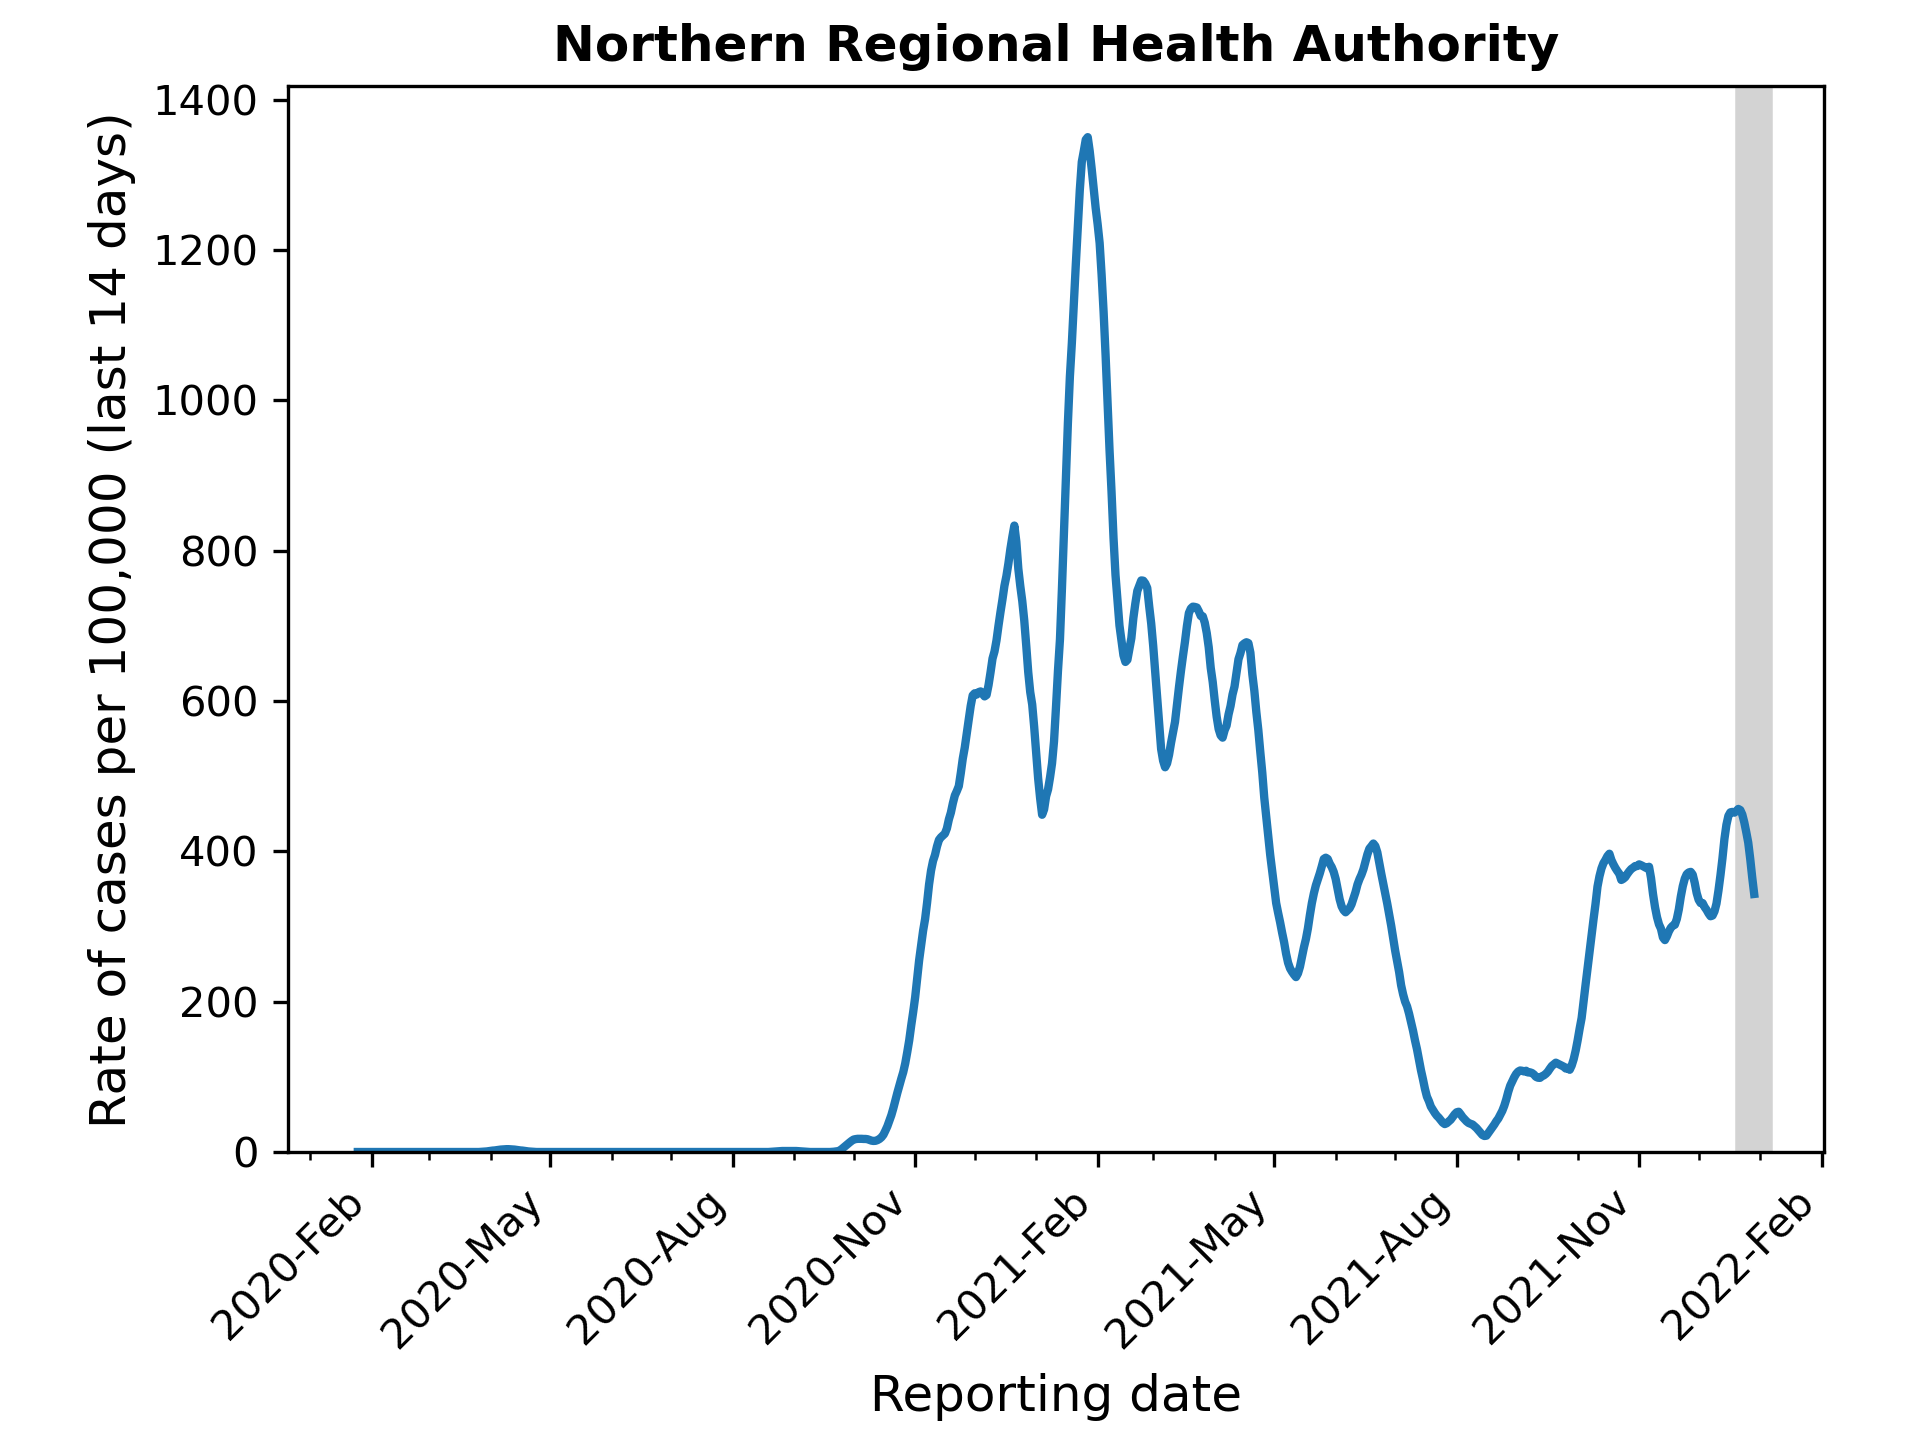 Northern Regional Health Authority
Rate of cases per 100,000 (last 14 days)
1400
1200
1000
800
600
400
200
0
2020-Feb
2020-May
2020-Aug
2020-Nov
2021-Feb
2021-May
2021-Aug
2021-Nov
2022-Feb
Reporting date